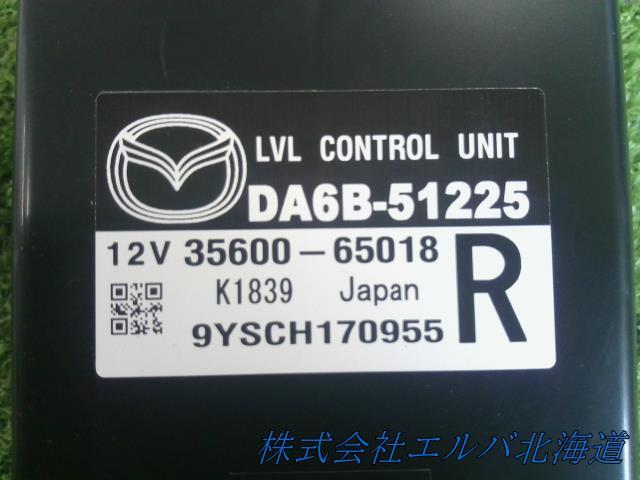 LVL CONTROL UNIT
DA6B-51225
12V 35600-65018 R
K1839 Japan
9YSCH170955
株式会社エルバ北海道